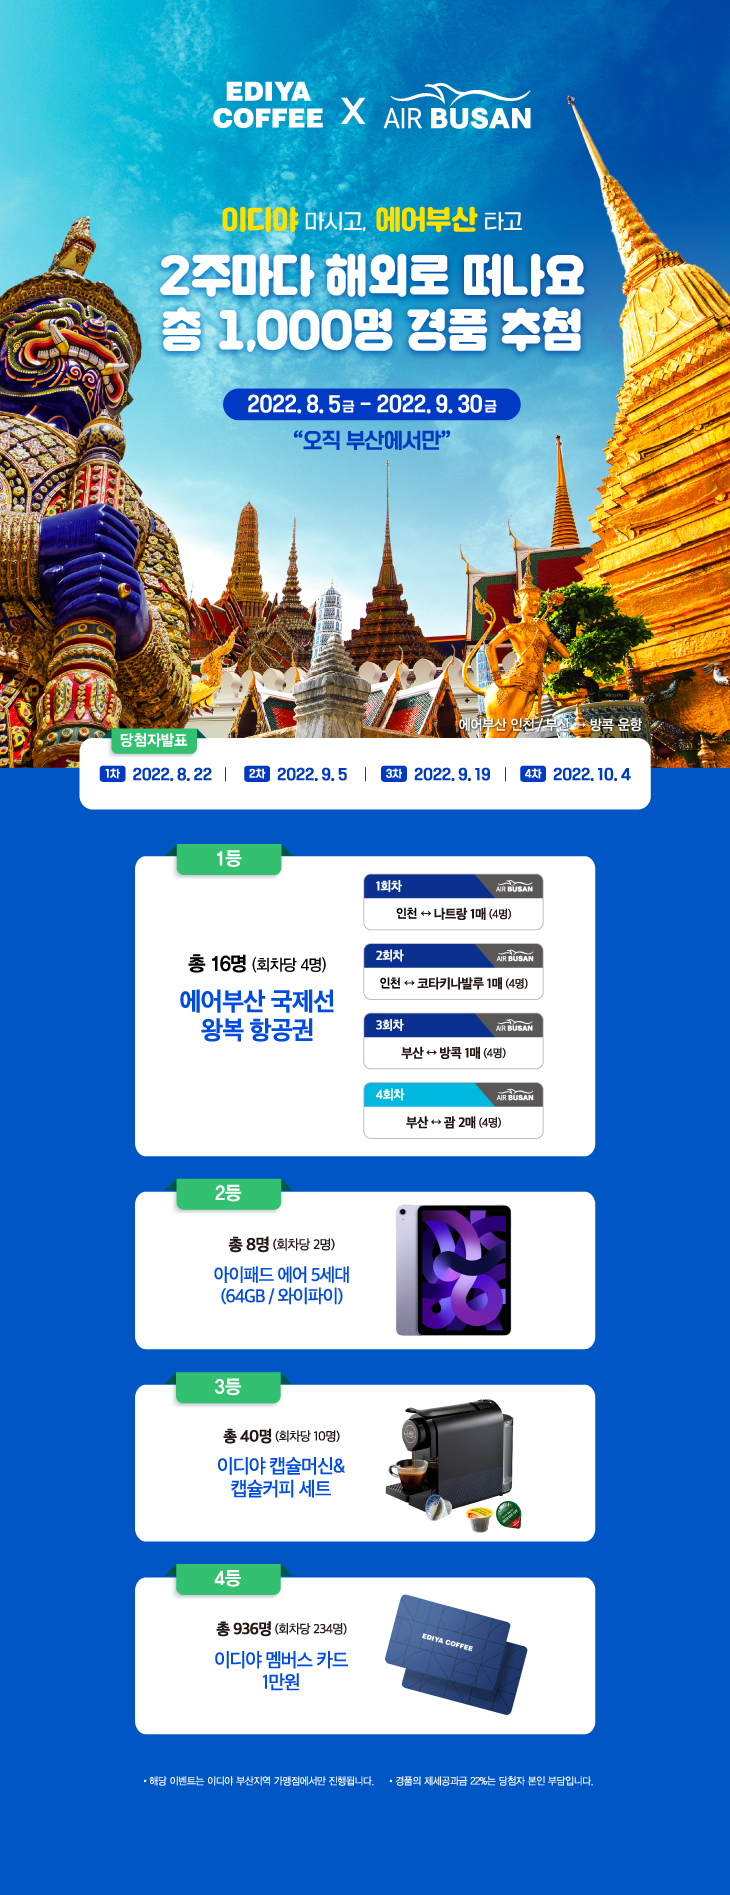 EDIYA
COFFEE X AIR BUSAN
이디야 마시고, 에어부산 타고
2주마다 해외로 떠나요
총 1,000명 경품 추첨
2022. 8. 5금 - 2022. 9. 30금
“오직 부산에서만”
에어부산 인천 / 부산 ↔ 방콕 운항
당첨자발표
1차 2022. 8. 22 | 2차 2022. 9. 5 | 3차 2022. 9. 19 | 4차 2022. 10. 4
1등
총 16명 (회차당 4명)
에어부산 국제선
왕복 항공권
1회차 AIR BUSAN
인천 ↔ 나트랑 1매 (4명)
2회차 AIR BUSAN
인천 ↔ 코타키나발루 1매 (4명)
3회차 AIR BUSAN
부산 ↔ 방콕 1매 (4명)
4회차 AIR BUSAN
부산 ↔ 괌 2매 (4명)
2등
총 8명 (회차당 2명)
아이패드 에어 5세대
(64GB / 와이파이)
3등
총 40명 (회차당 10명)
이디야 캡슐머신&
캡슐커피 세트
4등
총 936명 (회차당 234명)
이디야 멤버스 카드
1만원
EDIYA COFFEE
• 해당 이벤트는 이디야 부산지역 가맹점에서만 진행됩니다. • 경품의 제세공과금 22%는 당첨자 본인 부담입니다.